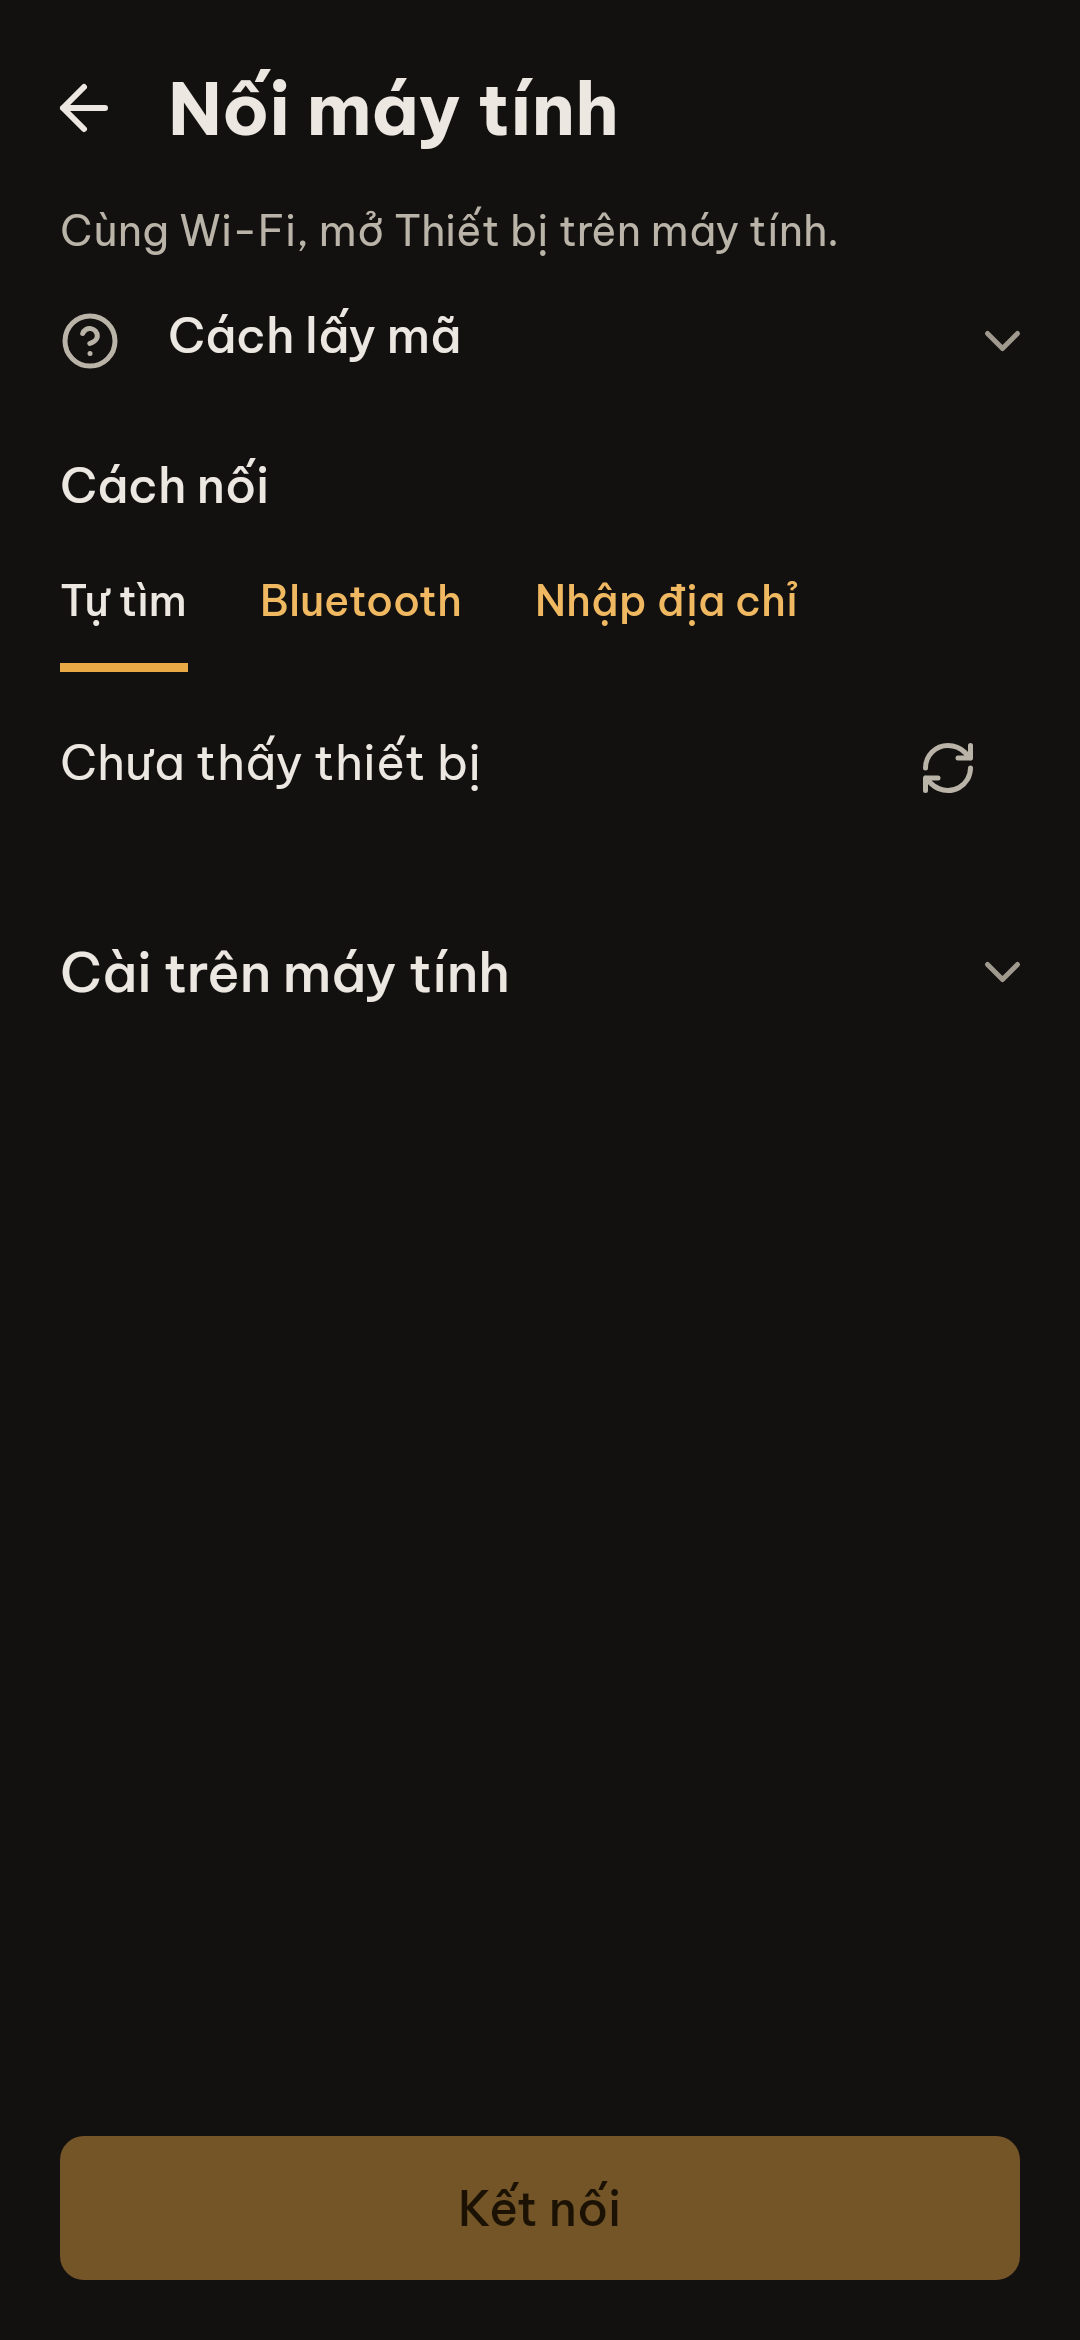 Nối máy tính
Cùng Wi-Fi, mở Thiết bị trên máy tính.
Cách lấy mã
Cách nối
Tự tìm Bluetooth Nhập địa chỉ
Chưa thấy thiết bị
Cài trên máy tính
Kết nối